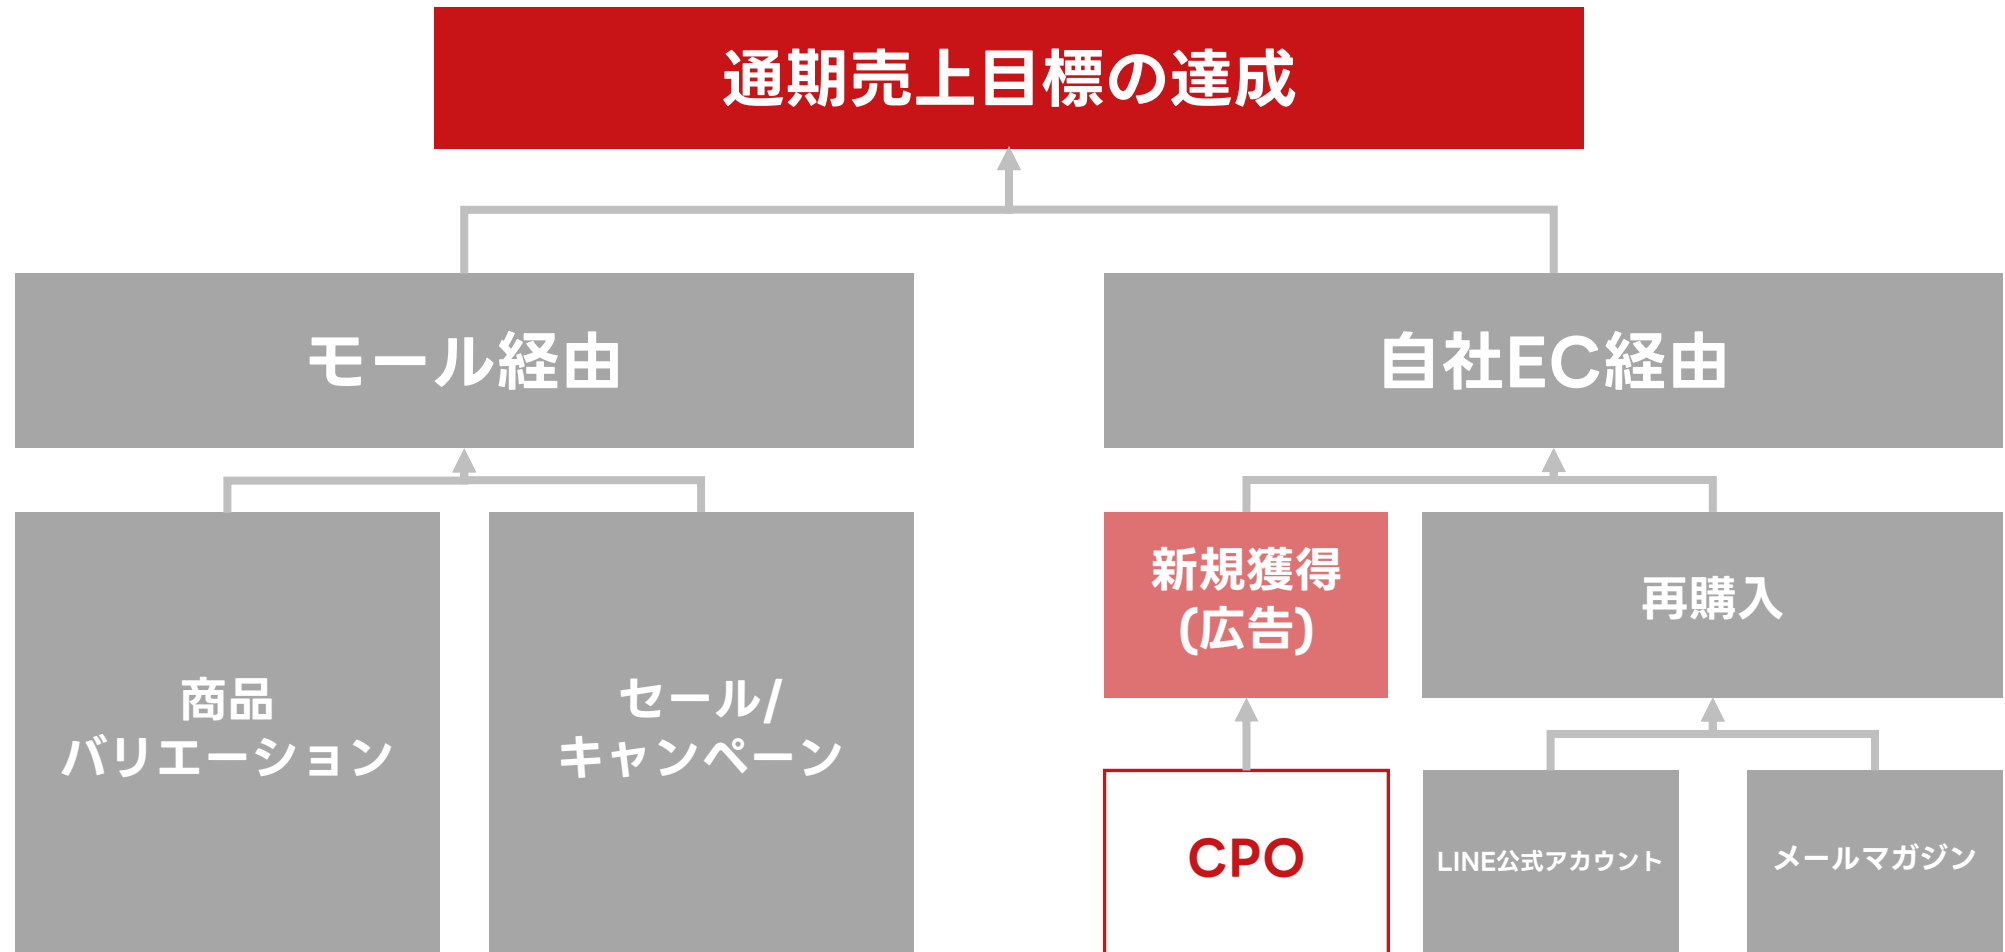 通期売上目標の達成
モール経由
自社EC経由
商品
バリエーション
セール/
キャンペーン
新規獲得
(広告)
再購入
CPO
LINE公式アカウント
メールマガジン